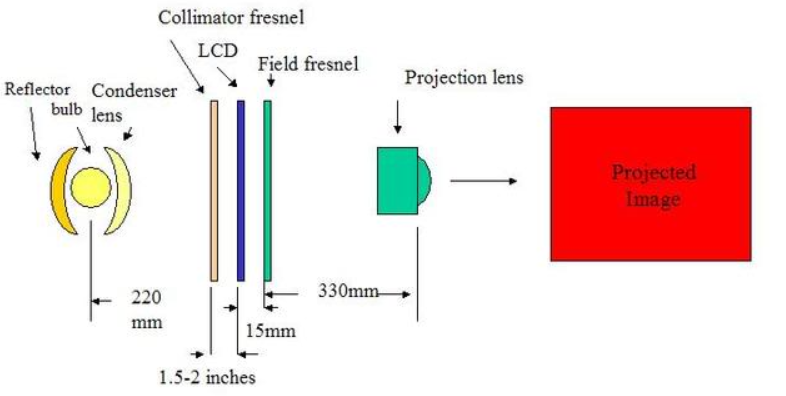 Collimator fresnel
LCD
Field fresnel
Projection lens
Reflector
bulb
Condenser
lens
Projected
Image
220
mm
330mm
15mm
1.5-2 inches